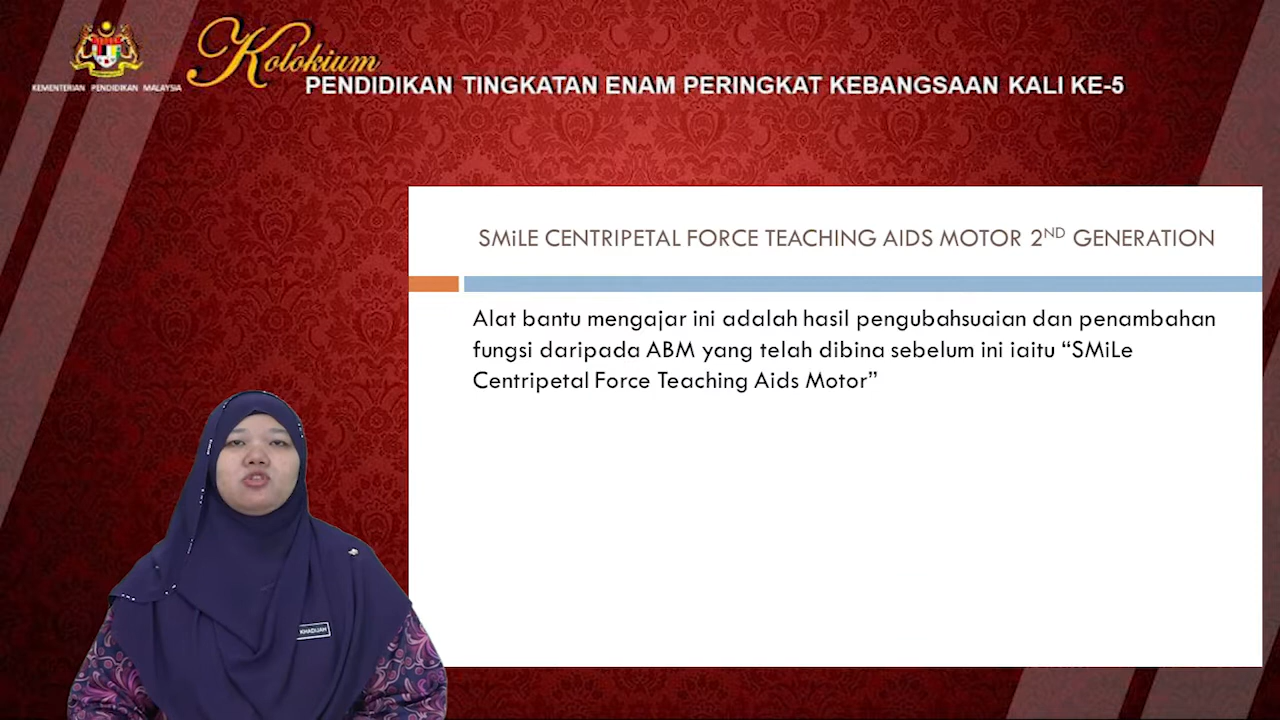 Kolokium
KEMENTERIAN PENDIDIKAN MALAYSIA
PENDIDIKAN TINGKATAN ENAM PERINGKAT KEBANGSAAN KALI KE-5
SMiLE CENTRIPETAL FORCE TEACHING AIDS MOTOR 2ND GENERATION
Alat bantu mengajar ini adalah hasil pengubahsuaian dan penambahan
fungsi daripada ABM yang telah dibina sebelum ini iaitu “SMiLe
Centripetal Force Teaching Aids Motor”
KHADIJAH